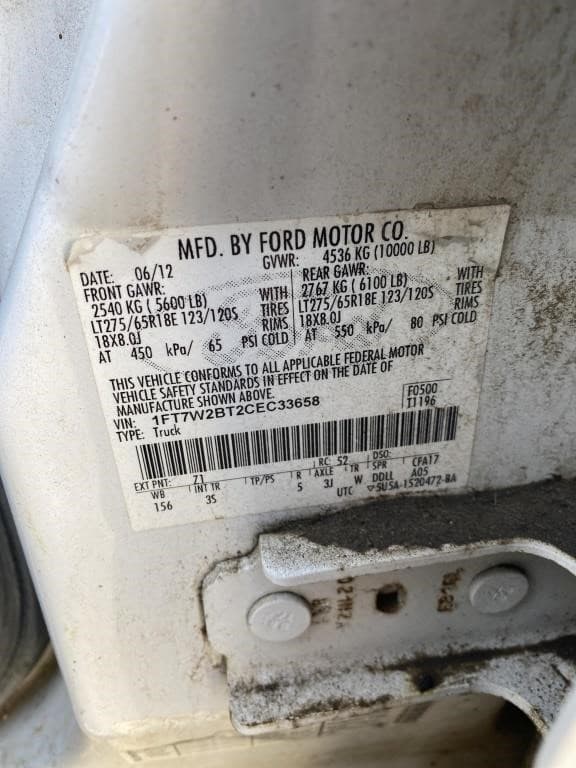 MFD. BY FORD MOTOR CO.
DATE: 06/12 GVWR: 4536 KG (10000 LB)
FRONT GAWR: REAR GAWR:
2540 KG ( 5600 LB) WITH 2767 KG ( 6100 LB) WITH
LT275/65R18E 123/120S TIRES LT275/65R18E 123/120S TIRES
18X8.0J RIMS 18X8.0J RIMS
AT 450 kPa/ 65 PSI COLD AT 550 kPa/ 80 PSI COLD
THIS VEHICLE CONFORMS TO ALL APPLICABLE FEDERAL MOTOR
VEHICLE SAFETY STANDARDS IN EFFECT ON THE DATE OF
MANUFACTURE SHOWN ABOVE.
VIN: 1FT7W2BT2CEC33658 F0500
TYPE: Truck T1196
EXT PNT: Z1 RC: 52 DSO:
WB INT TR TP/PS R AXLE TR SPR CFA17
156 3S 5 3J W DDLL A05
UTC 5U5A-1520472-BA